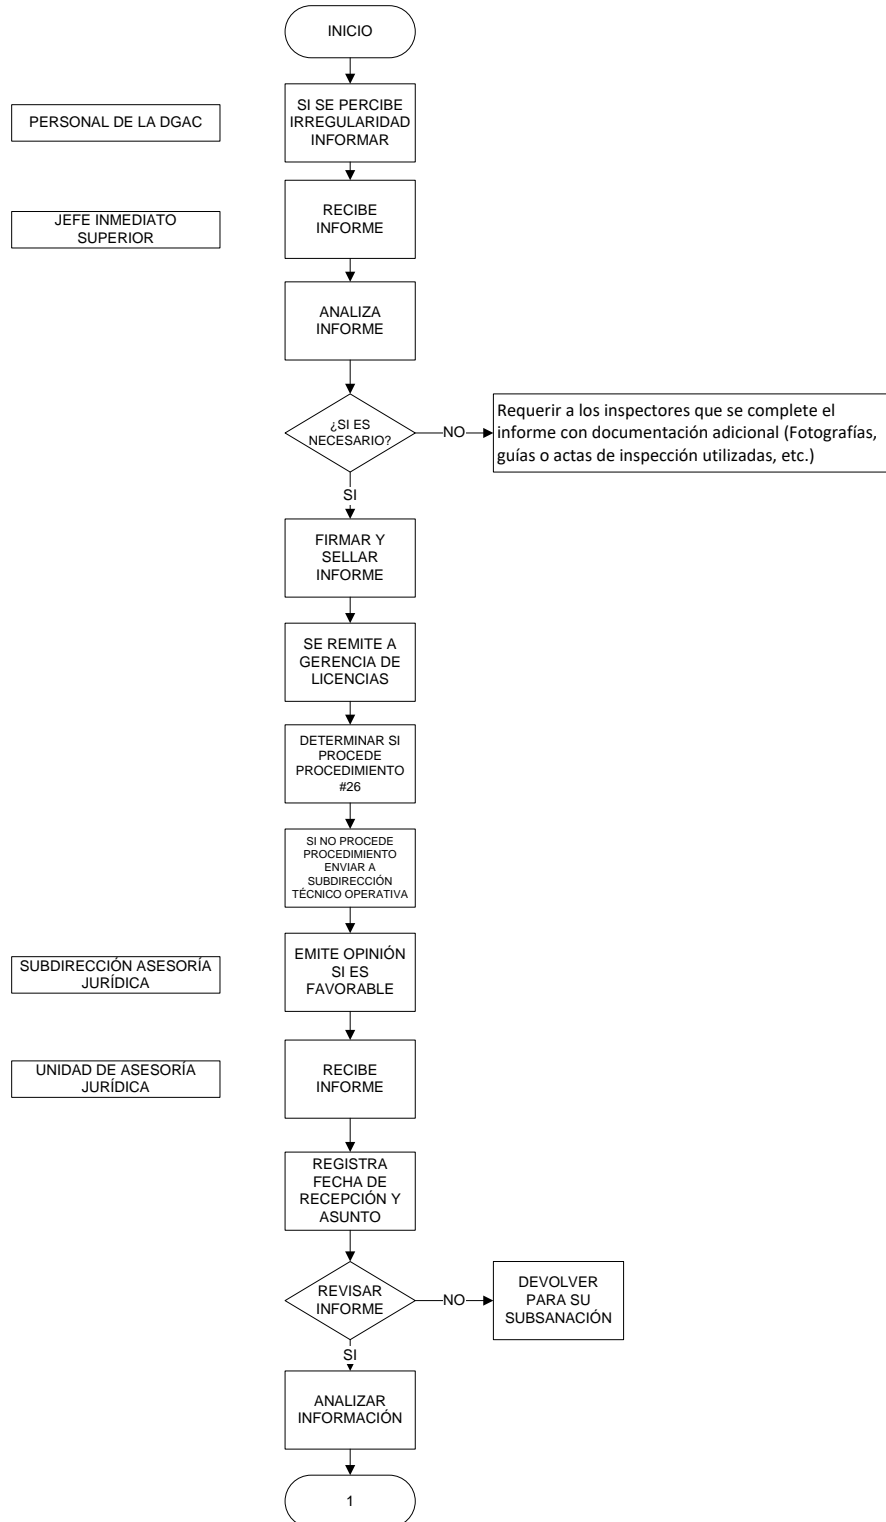 INICIO
PERSONAL DE LA DGAC
SI SE PERCIBE
IRREGULARIDAD
INFORMAR
JEFE INMEDIATO
SUPERIOR
RECIBE
INFORME
ANALIZA
INFORME
¿SI ES
NECESARIO?
NO
Requerir a los inspectores que se complete el
informe con documentación adicional (Fotografías,
guías o actas de inspección utilizadas, etc.)
SI
FIRMAR Y
SELLAR
INFORME
SE REMITE A
GERENCIA DE
LICENCIAS
DETERMINAR SI
PROCEDE
PROCEDIMIENTO
#26
SI NO PROCEDE
PROCEDIMIENTO
ENVIAR A
SUBDIRECCIÓN
TÉCNICO OPERATIVA
SUBDIRECCIÓN ASESORÍA
JURÍDICA
EMITE OPINIÓN
SI ES
FAVORABLE
UNIDAD DE ASESORÍA
JURÍDICA
RECIBE
INFORME
REGISTRA
FECHA DE
RECEPCIÓN Y
ASUNTO
REVISAR
INFORME
NO
DEVOLVER
PARA SU
SUBSANACIÓN
SI
ANALIZAR
INFORMACIÓN
1